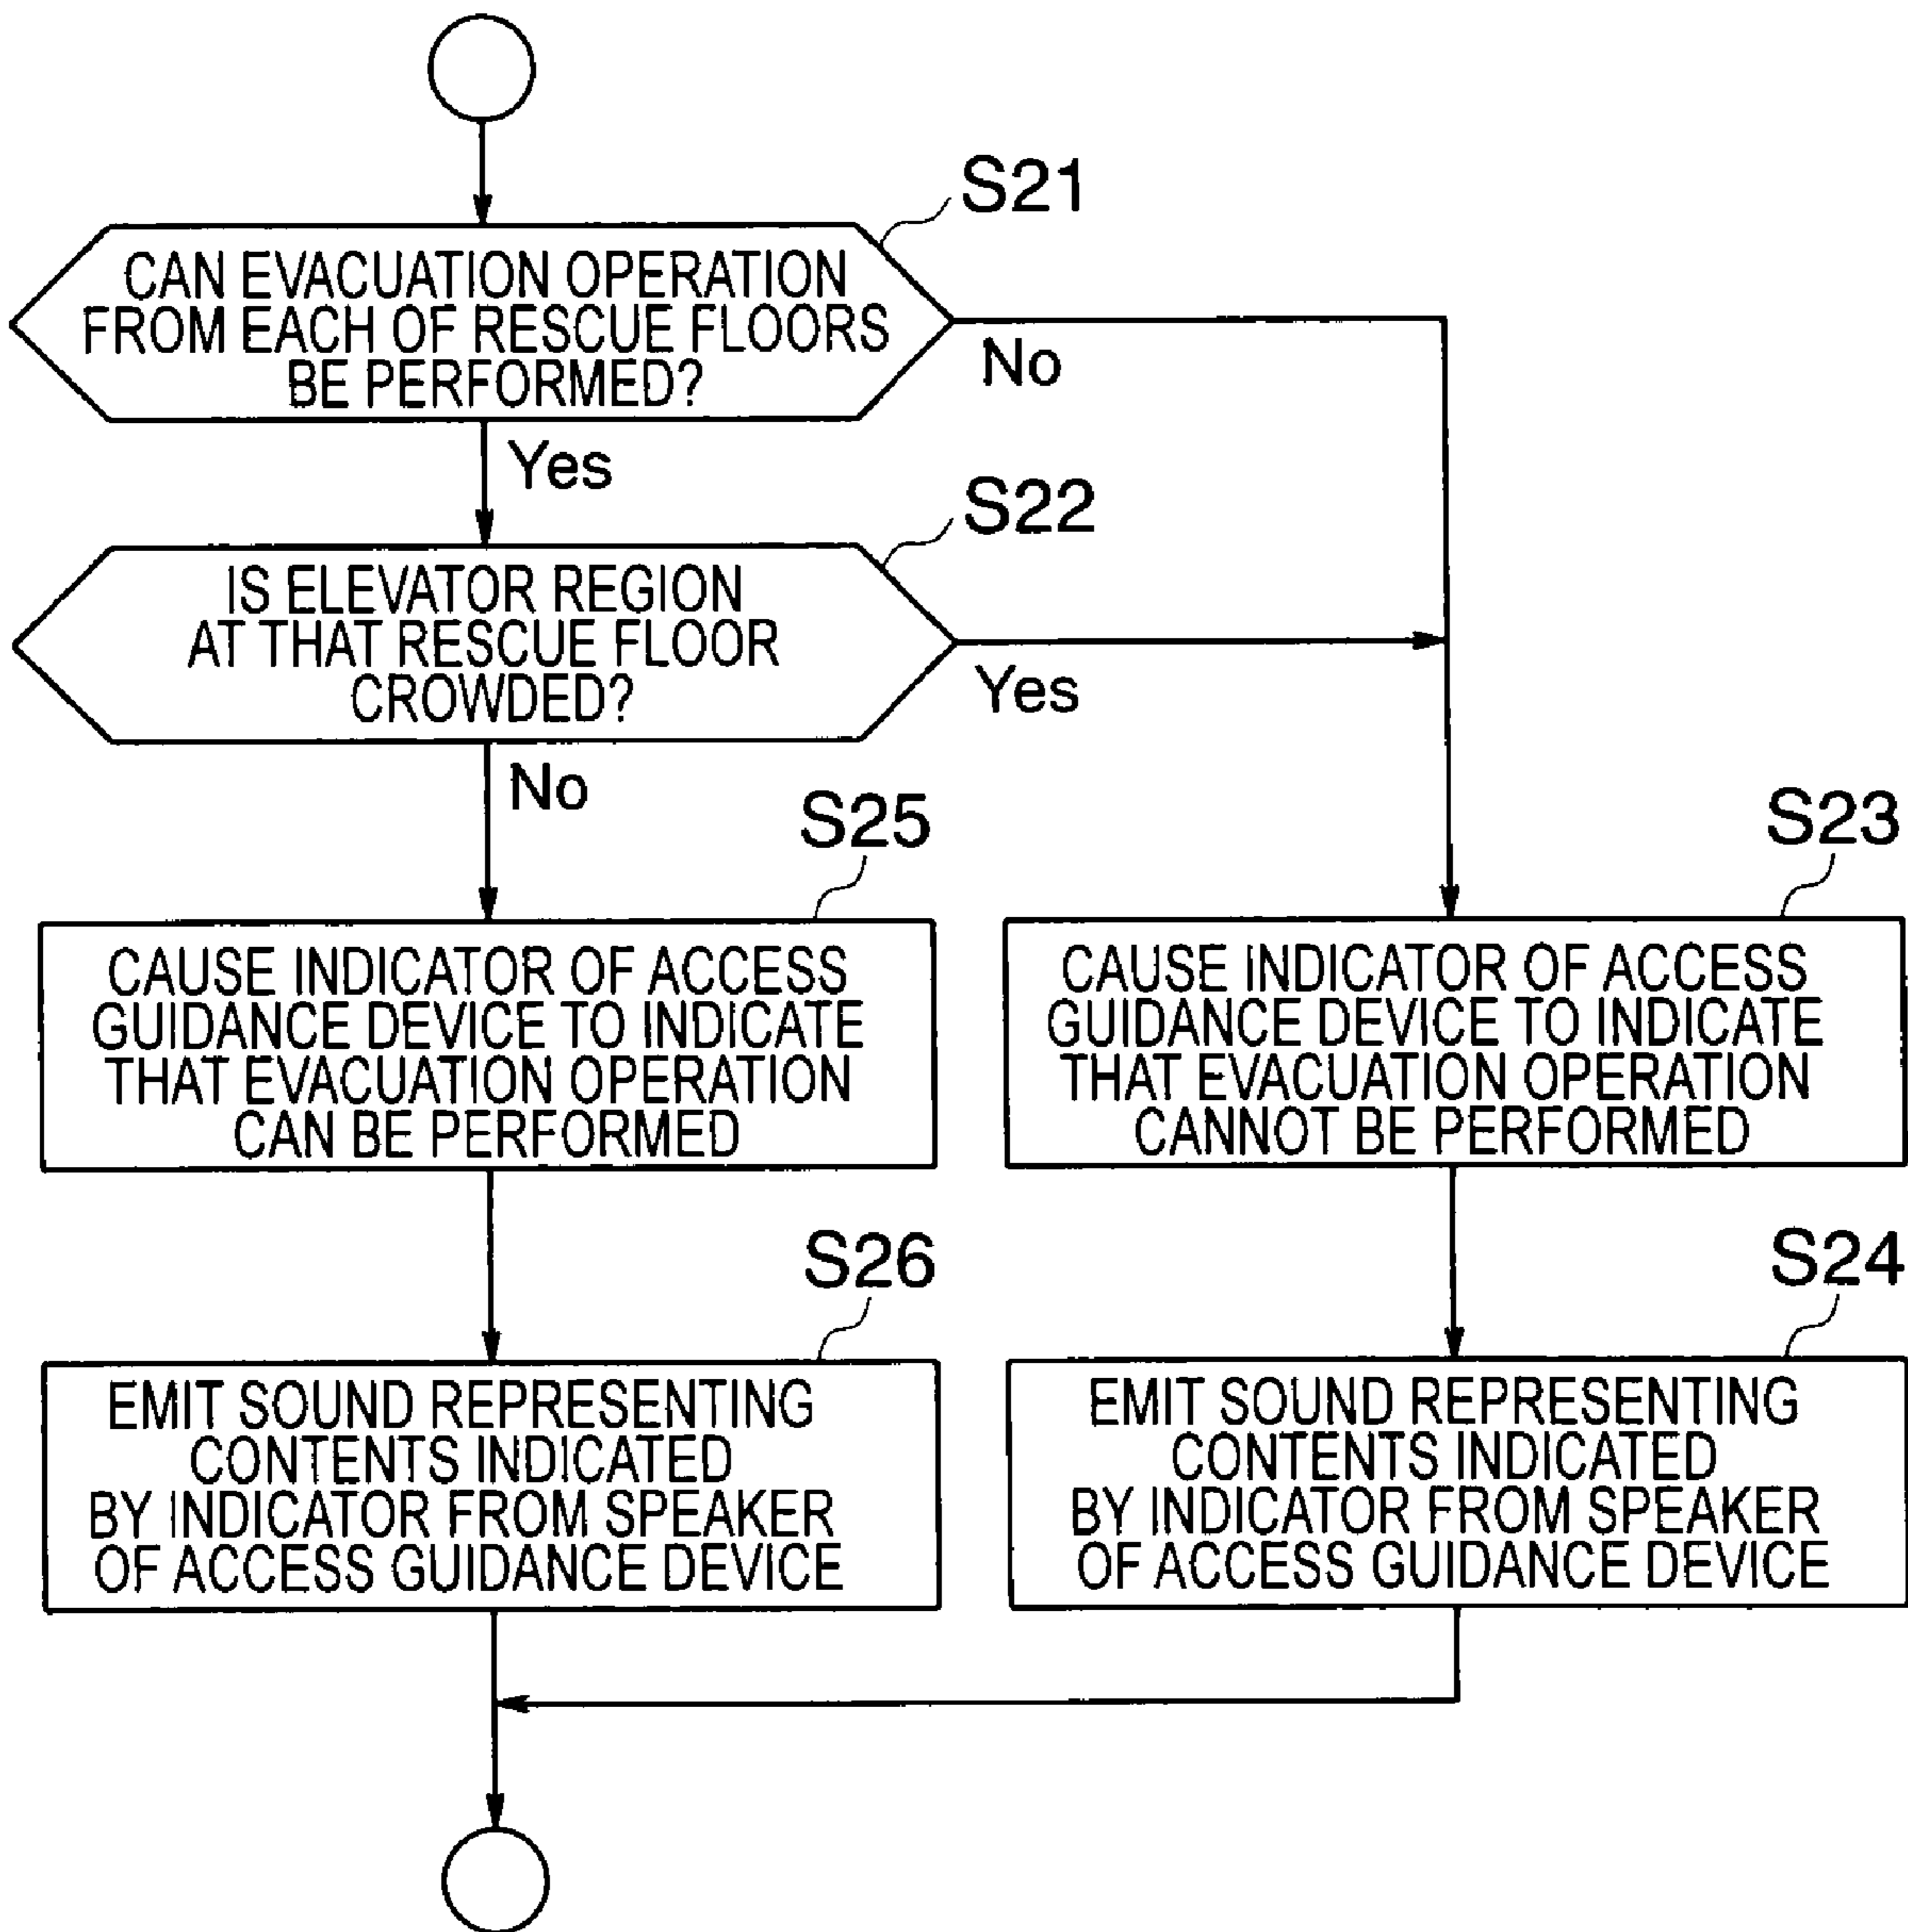 S21
CAN EVACUATION OPERATION
FROM EACH OF RESCUE FLOORS
BE PERFORMED?
No
Yes
S22
IS ELEVATOR REGION
AT THAT RESCUE FLOOR
CROWDED?
Yes
No
S25
CAUSE INDICATOR OF ACCESS
GUIDANCE DEVICE TO INDICATE
THAT EVACUATION OPERATION
CAN BE PERFORMED
S23
CAUSE INDICATOR OF ACCESS
GUIDANCE DEVICE TO INDICATE
THAT EVACUATION OPERATION
CANNOT BE PERFORMED
S26
EMIT SOUND REPRESENTING
CONTENTS INDICATED
BY INDICATOR FROM SPEAKER
OF ACCESS GUIDANCE DEVICE
S24
EMIT SOUND REPRESENTING
CONTENTS INDICATED
BY INDICATOR FROM SPEAKER
OF ACCESS GUIDANCE DEVICE